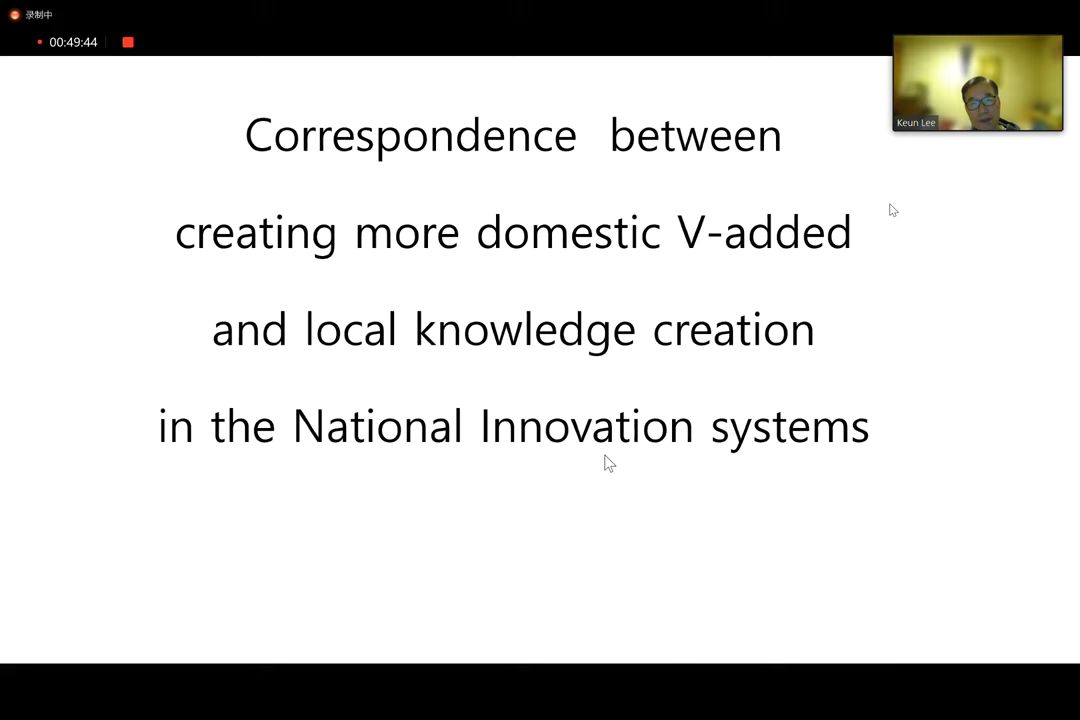 录制中
00:49:44
Keun Lee
Correspondence between
creating more domestic V-added
and local knowledge creation
in the National Innovation systems